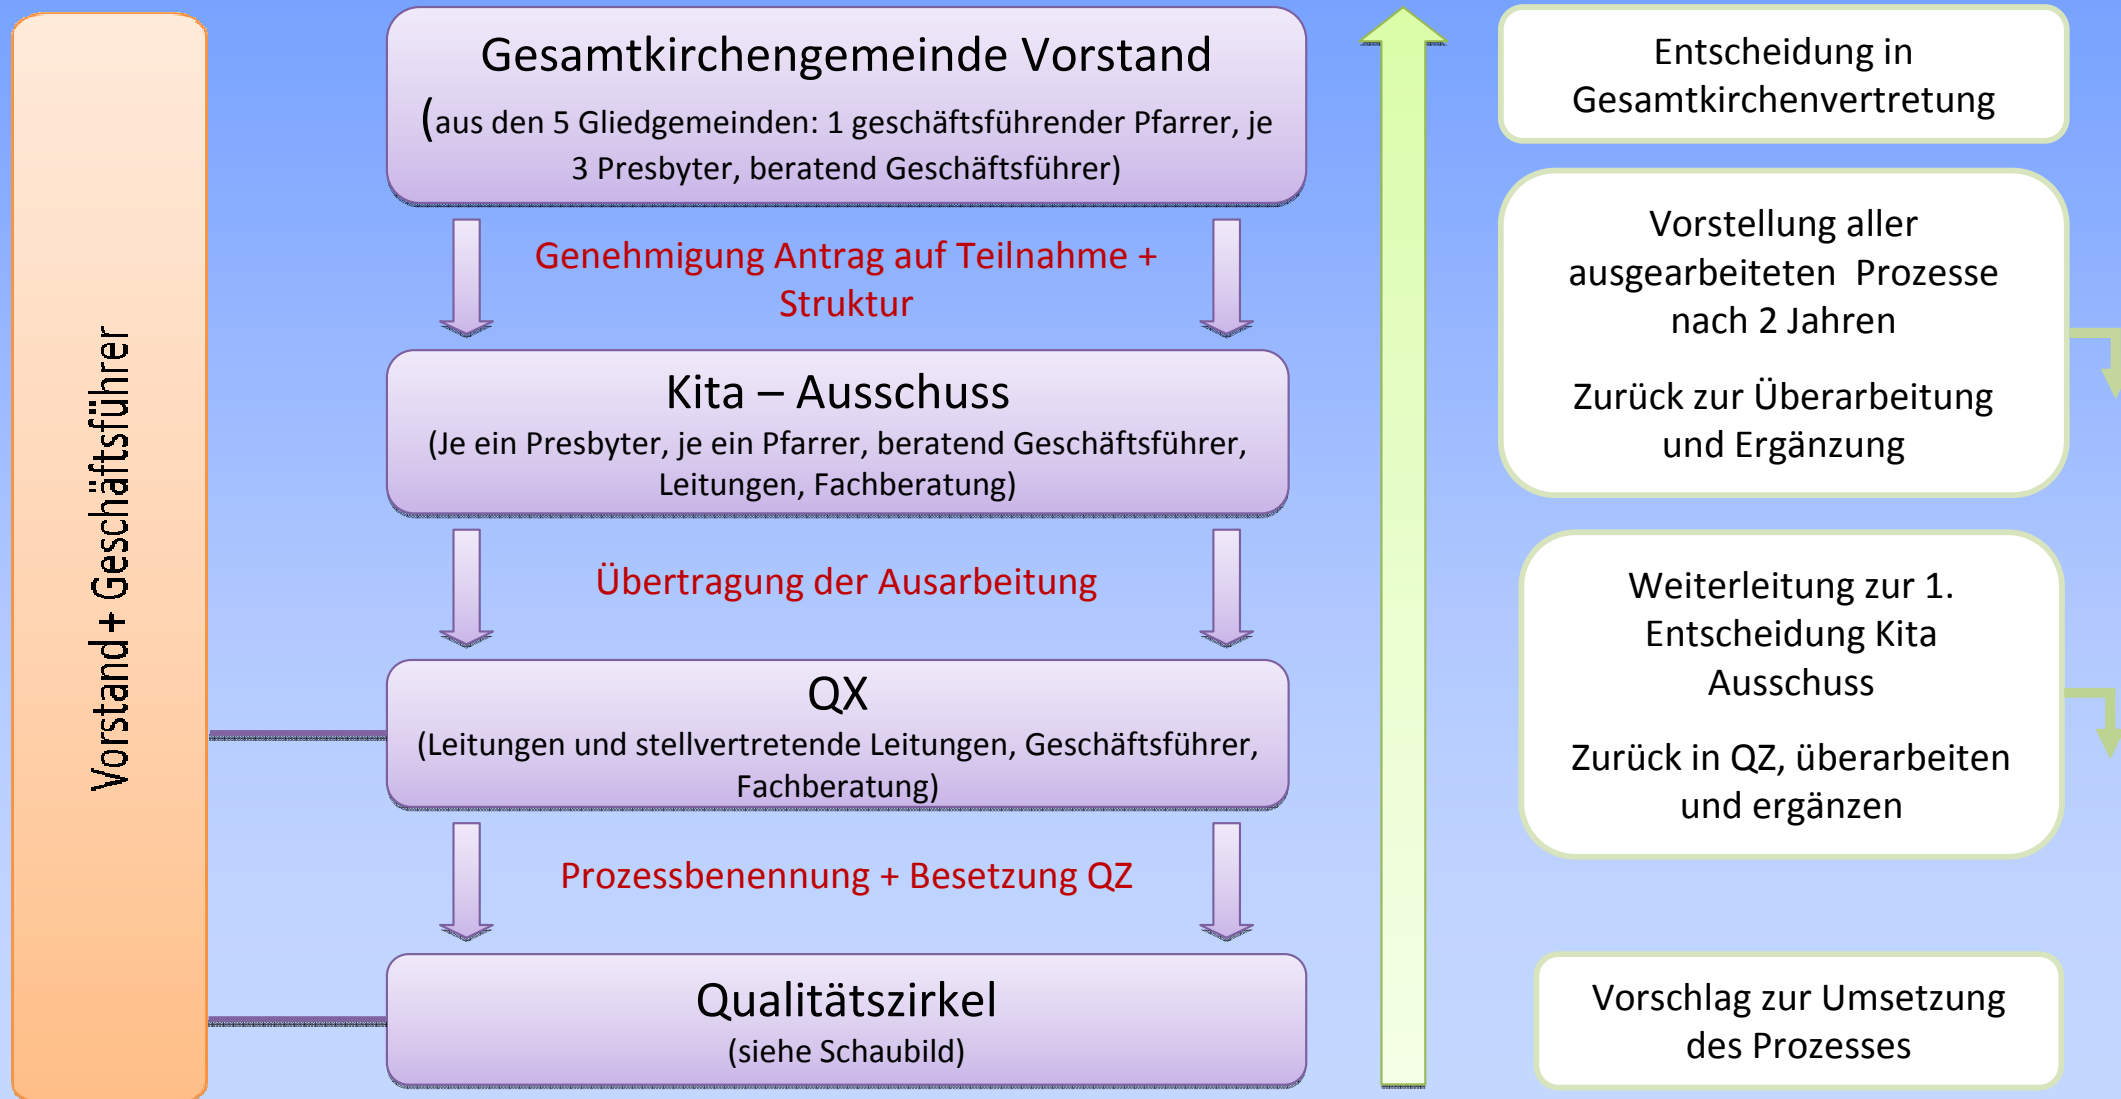 Vorstand + Geschäftsführer
Gesamtkirchengemeinde Vorstand
(aus den 5 Gliedgemeinden: 1 geschäftsführender Pfarrer, je
3 Presbyter, beratend Geschäftsführer)
Genehmigung Antrag auf Teilnahme +
Struktur
Kita – Ausschuss
(Je ein Presbyter, je ein Pfarrer, beratend Geschäftsführer,
Leitungen, Fachberatung)
Übertragung der Ausarbeitung
QX
(Leitungen und stellvertretende Leitungen, Geschäftsführer,
Fachberatung)
Prozessbenennung + Besetzung QZ
Qualitätszirkel
(siehe Schaubild)
Entscheidung in
Gesamtkirchenvertretung
Vorstellung aller
ausgearbeiteten Prozesse
nach 2 Jahren
Zurück zur Überarbeitung
und Ergänzung
Weiterleitung zur 1.
Entscheidung Kita
Ausschuss
Zurück in QZ, überarbeiten
und ergänzen
Vorschlag zur Umsetzung
des Prozesses